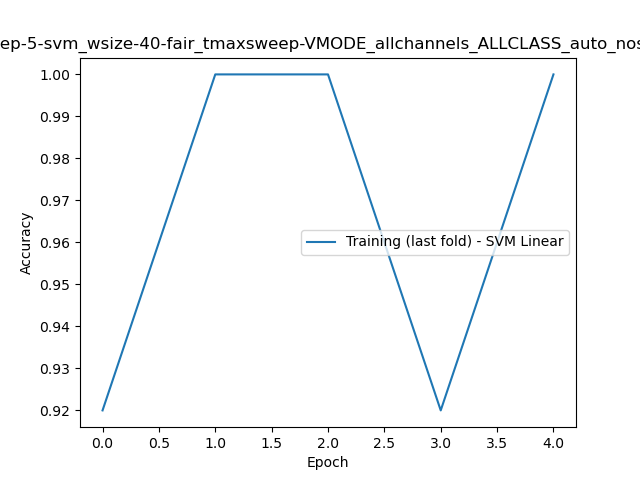 ep-5-svm_wsize-40-fair_tmaxsweep-VMODE_allchannels_ALLCLASS_auto_nos
1.00
0.99
0.98
0.97
0.96
0.95
0.94
0.93
0.92
Accuracy
Training (last fold) - SVM Linear
0.0 0.5 1.0 1.5 2.0 2.5 3.0 3.5 4.0
Epoch